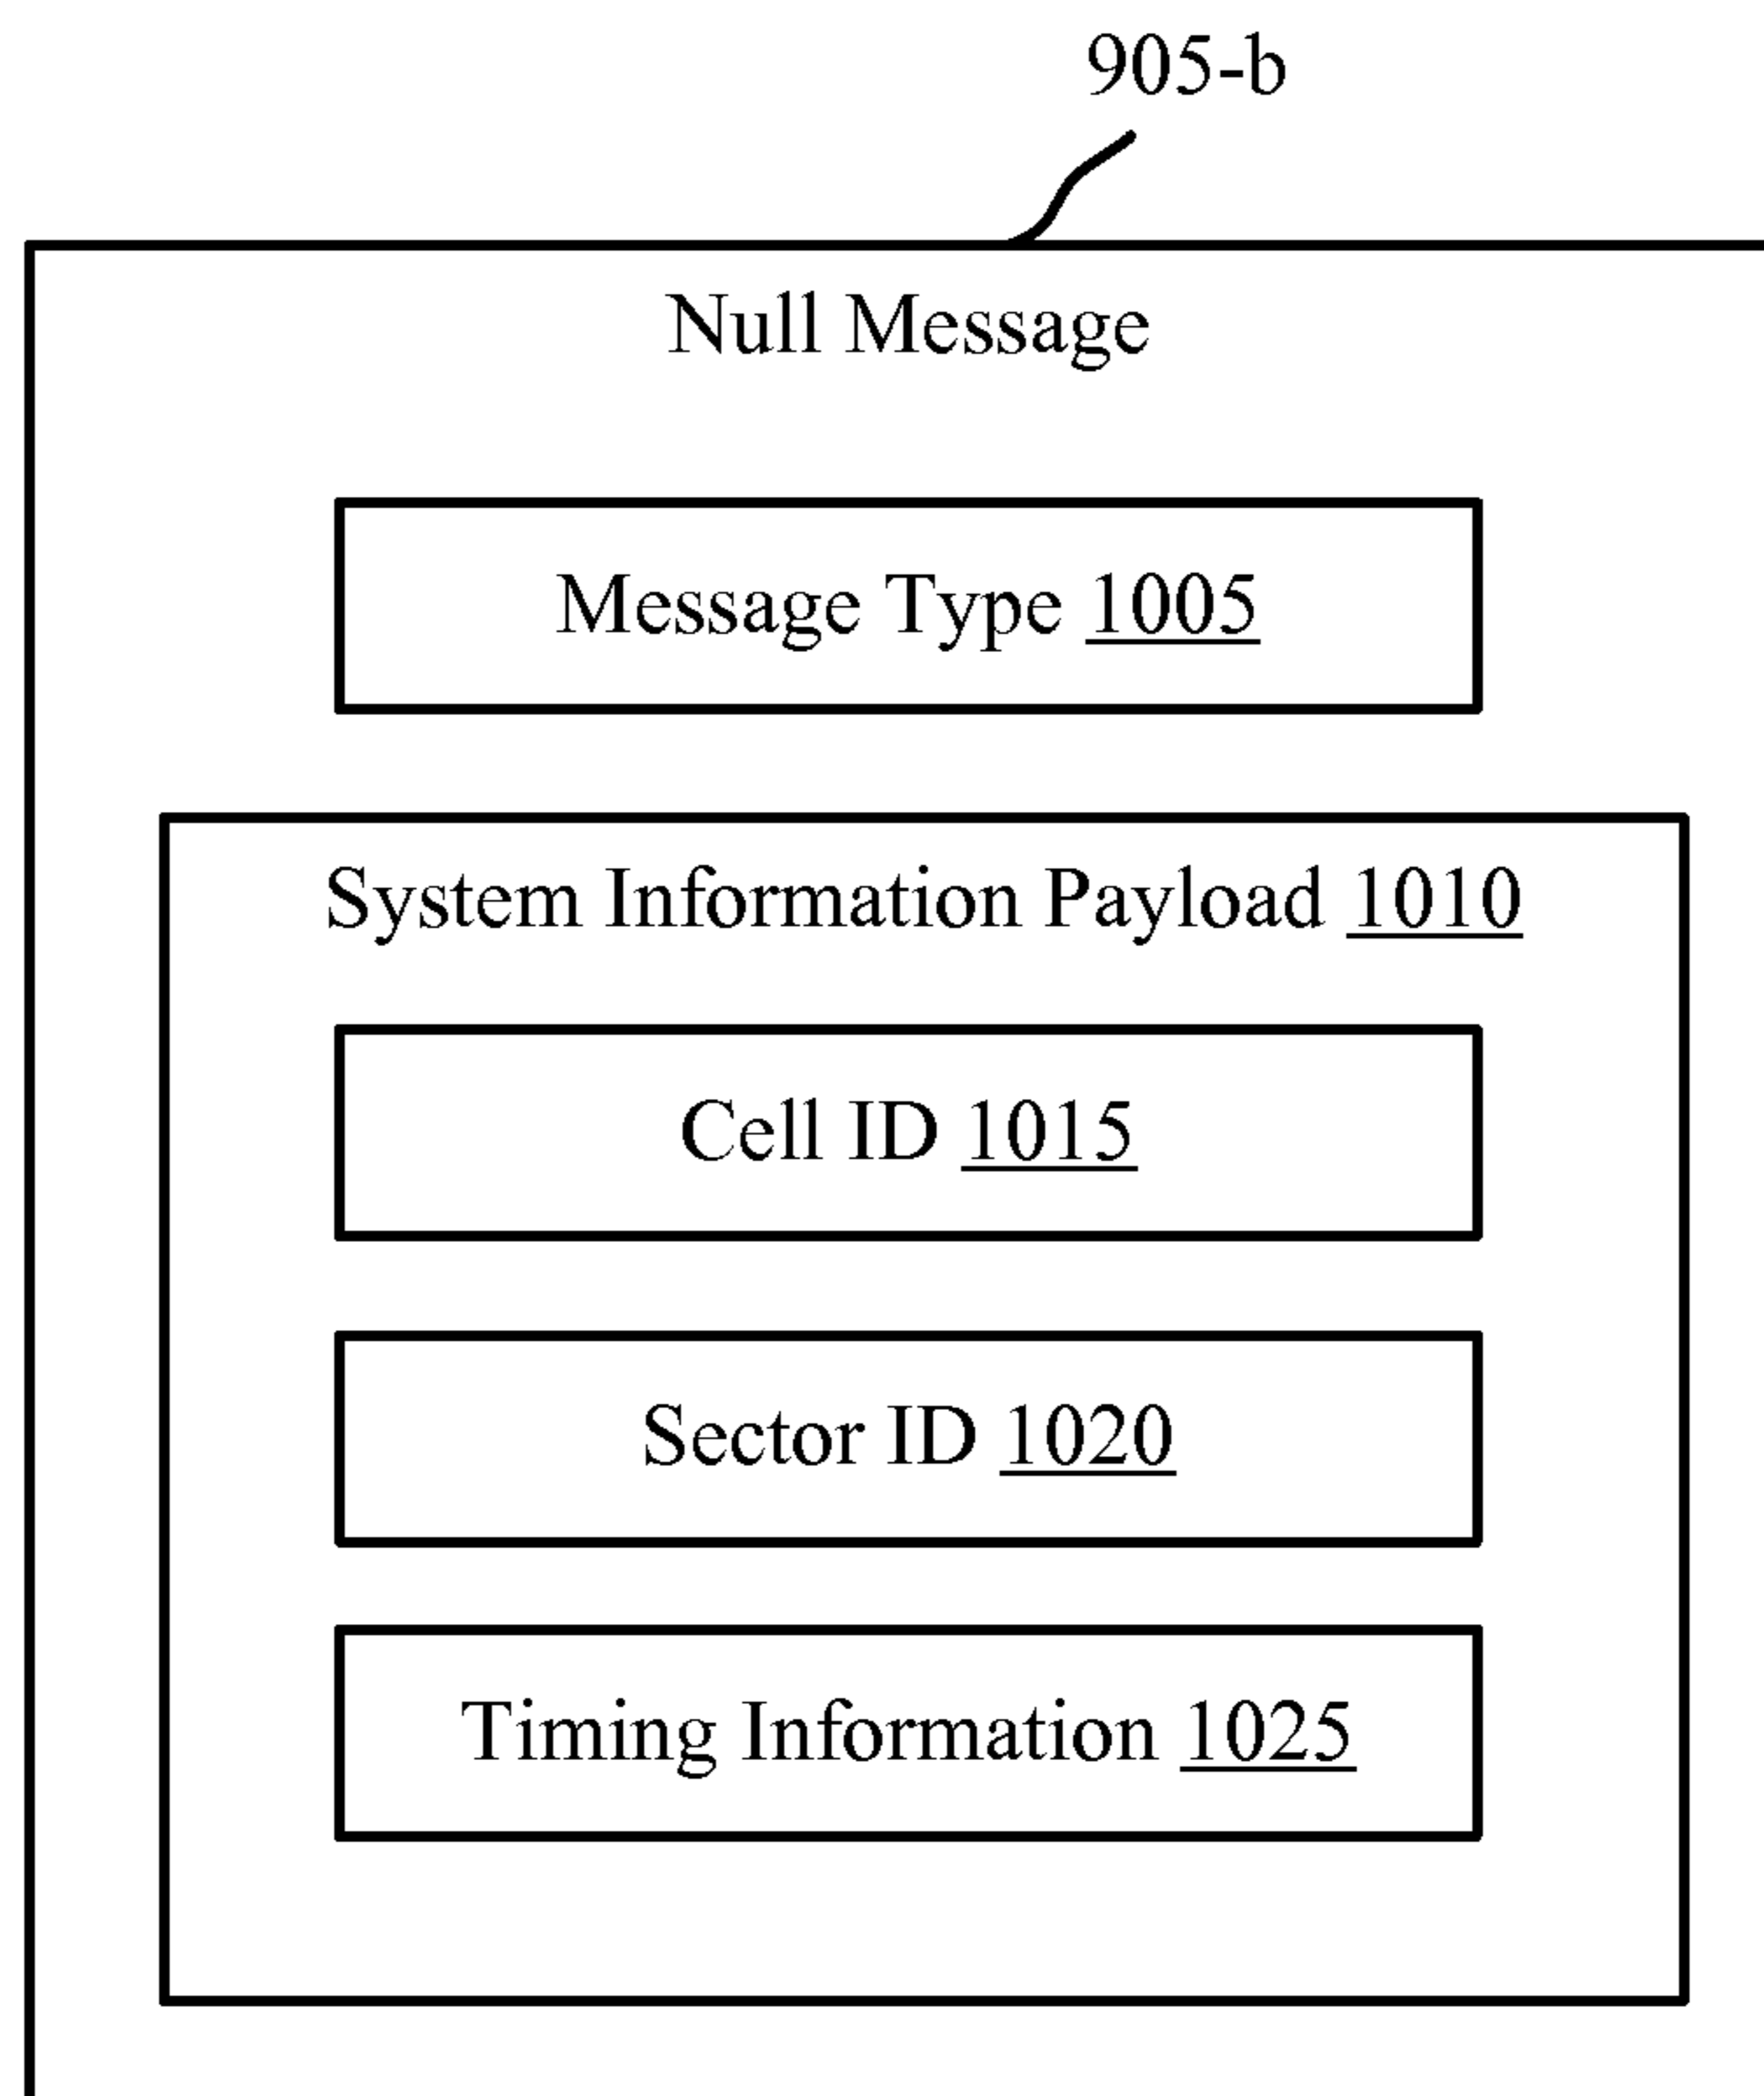 905-b
Null Message
Message Type 1005
System Information Payload 1010
Cell ID 1015
Sector ID 1020
Timing Information 1025